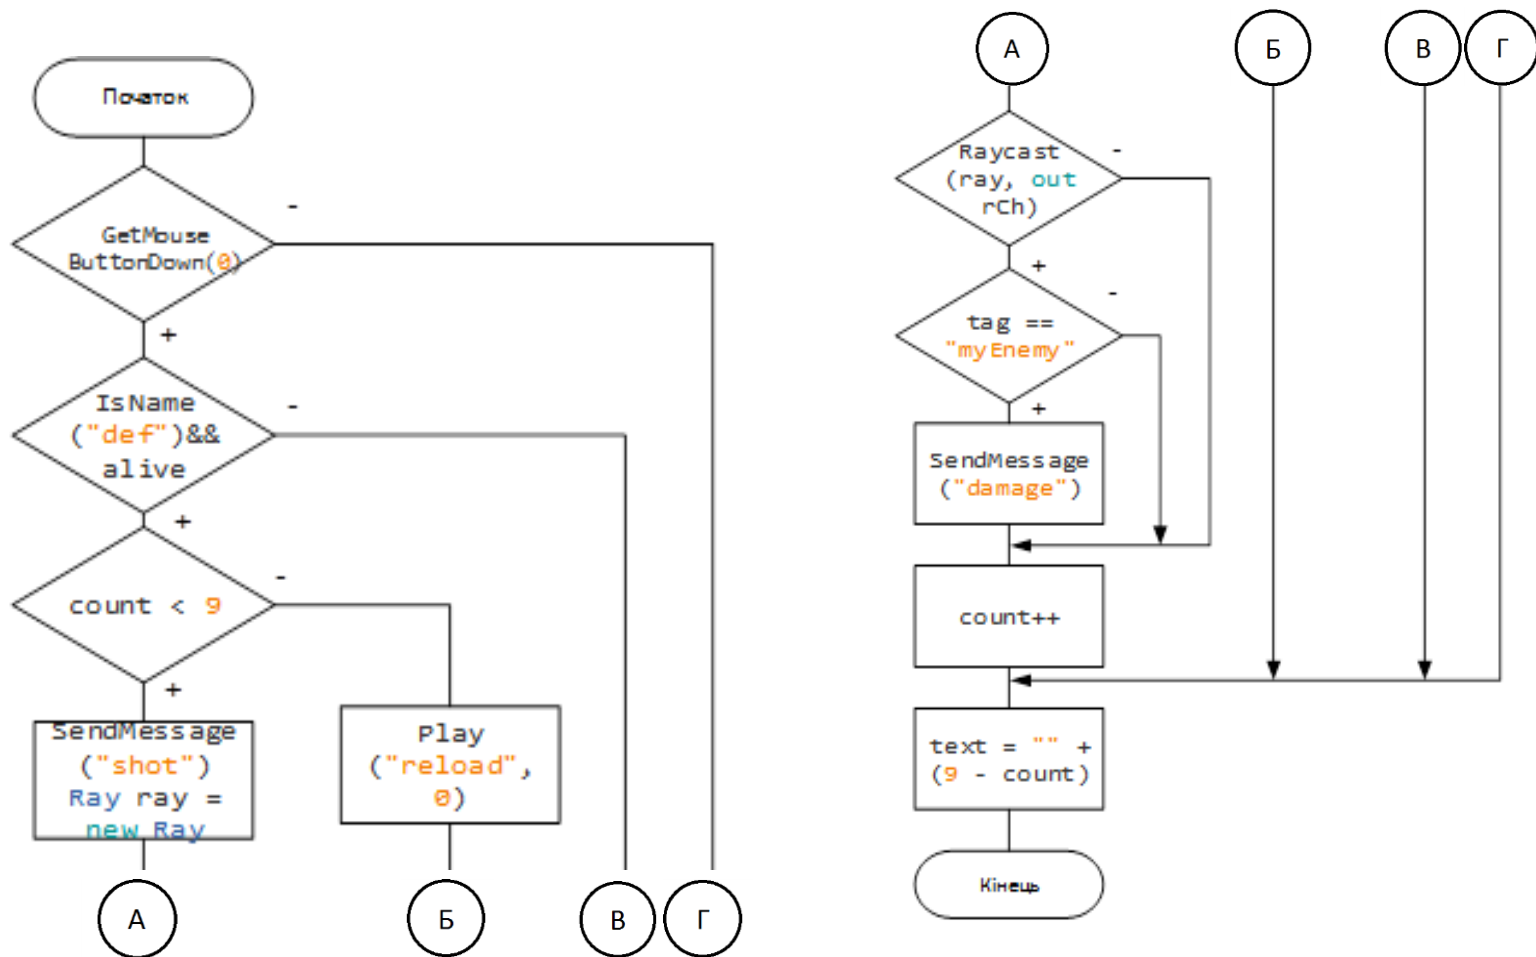 Початок
-
GetMouse
ButtonDown(0)
+
-
IsName
("def")&&
alive
+
-
count < 9
+
SendMessage
("shot")
Ray ray =
new Ray
Play
("reload",
0)
А
Б
В
Г
А
Б
В
Г
Raycast
(ray, out
rCh)
-
+
-
tag ==
"myEnemy"
+
SendMessage
("damage")
count++
text = "" +
(9 - count)
Кінець